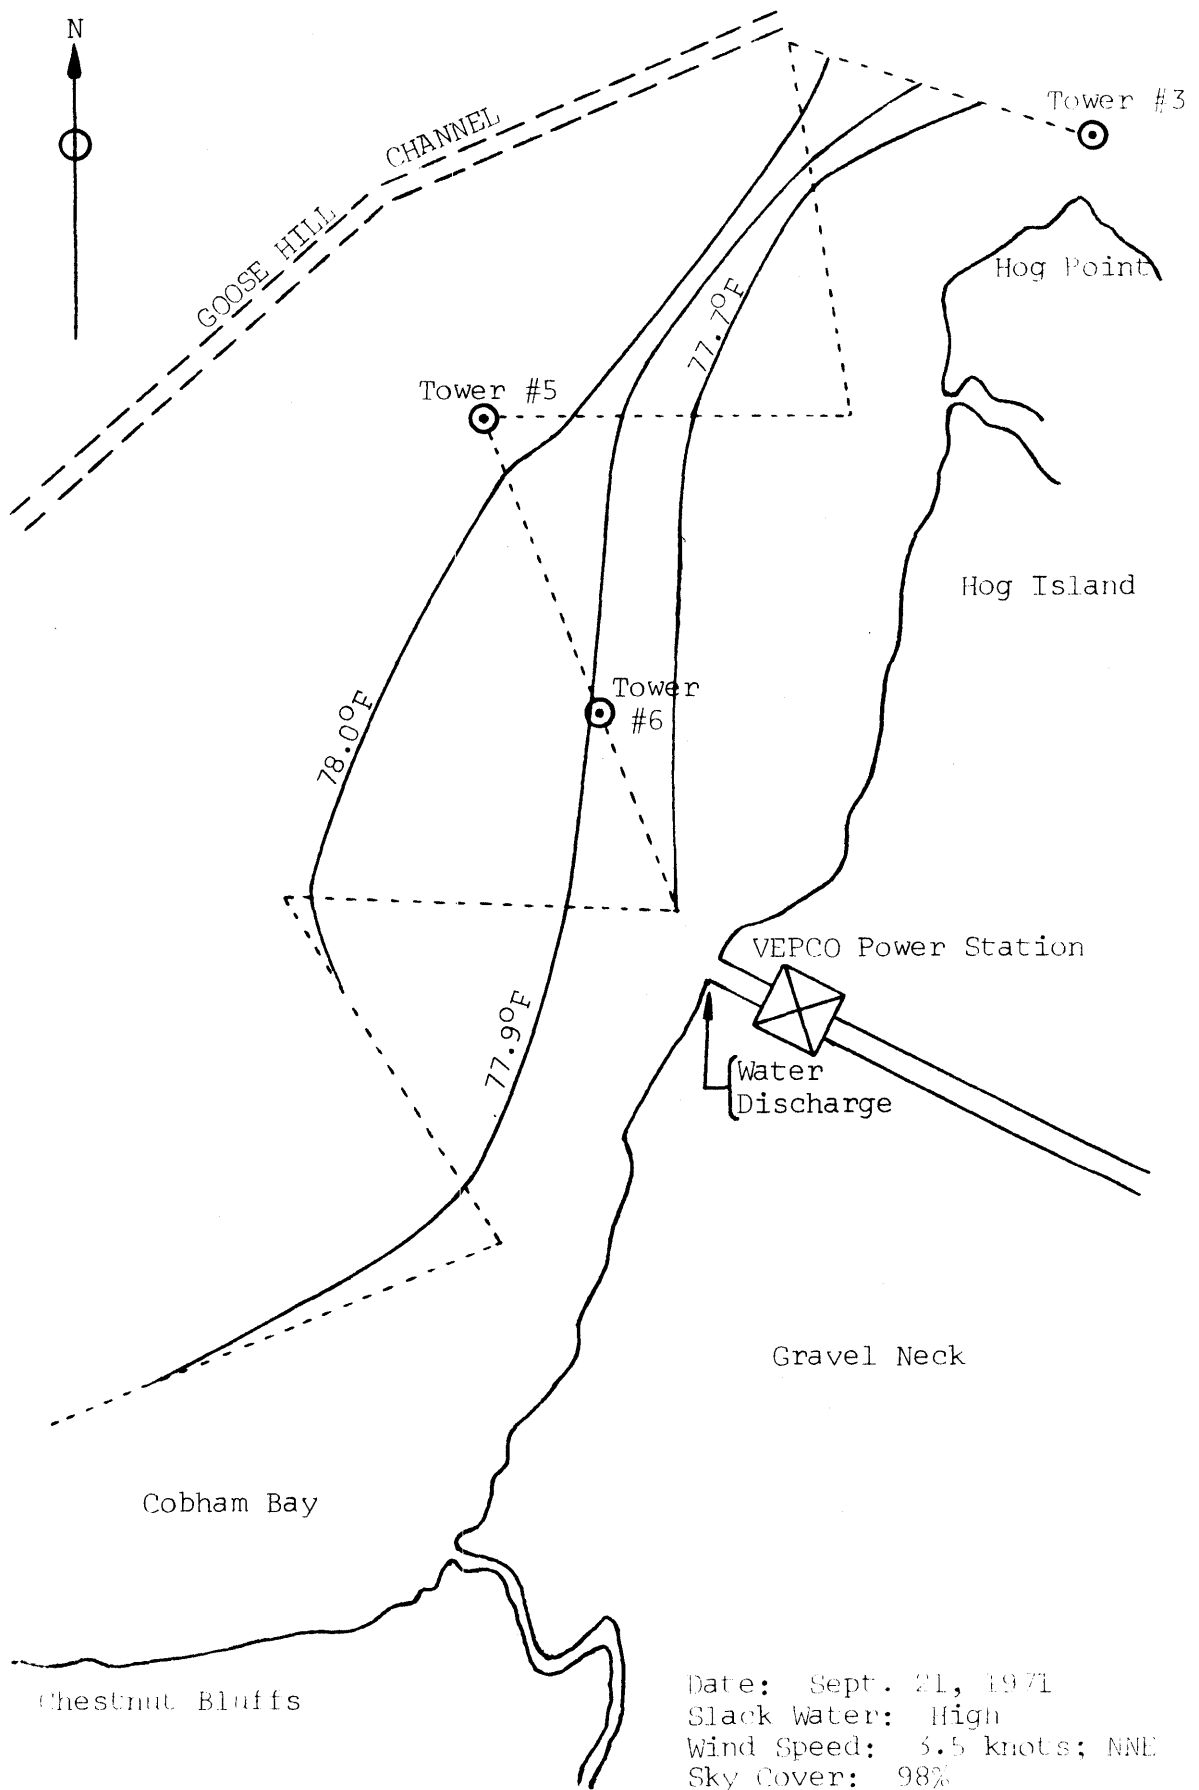 N
Tower #3
CHANNEL
GOOSE HILL
Hog Point
77.7°F
Tower #5
Hog Island
Tower
#6
78.0°F
VEPCO Power Station
77.9°F
Water
Discharge
Gravel Neck
Cobham Bay
Chestnut Bluffs
Date: Sept. 21, 1971
Slack Water: High
Wind Speed: 3.5 knots; NNE
Sky Cover: 98%